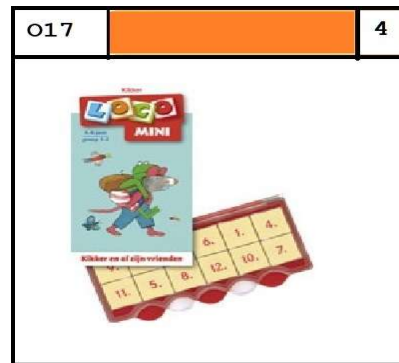 O17 4
Kikker
LOCO
MINI
Kikker en al zijn vrienden
6. 1. 4.
11. 5. 8. 12. 10. 7.